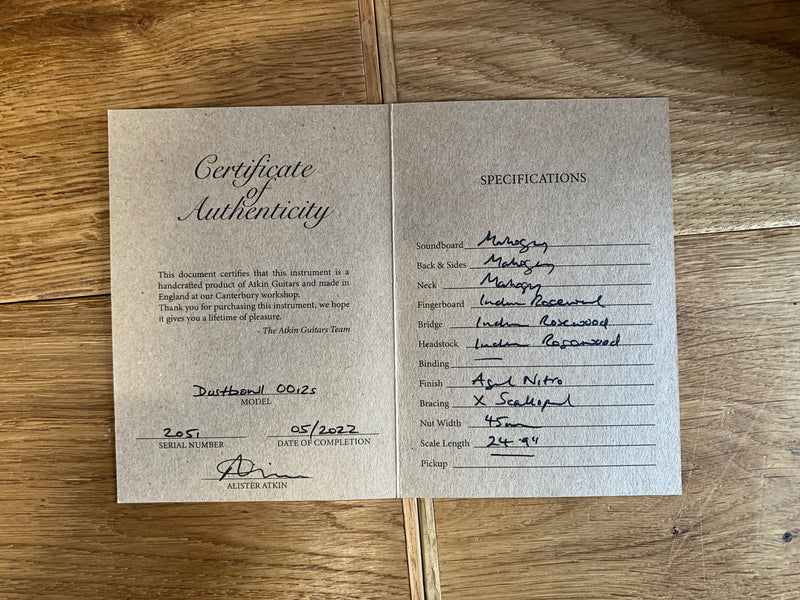 Certificate
of
Authenticity
This document certifies that this instrument is a
handcrafted product of Atkin Guitars and made in
England at our Canterbury workshop.
Thank you for purchasing this instrument, we hope
it gives you a lifetime of pleasure.
- The Atkin Guitars Team
Dustbowl 0012s
MODEL
2051 05/2022
SERIAL NUMBER DATE OF COMPLETION
ALISTER ATKIN
SPECIFICATIONS
Soundboard Mahogany
Back & Sides Mahogany
Neck Mahogany
Fingerboard Indian Rosewood
Bridge Indian Rosewood
Headstock Indian Rosewood
Binding —
Finish Aged Nitro
Bracing X Scalloped
Nut Width 45mm
Scale Length 24.94
Pickup